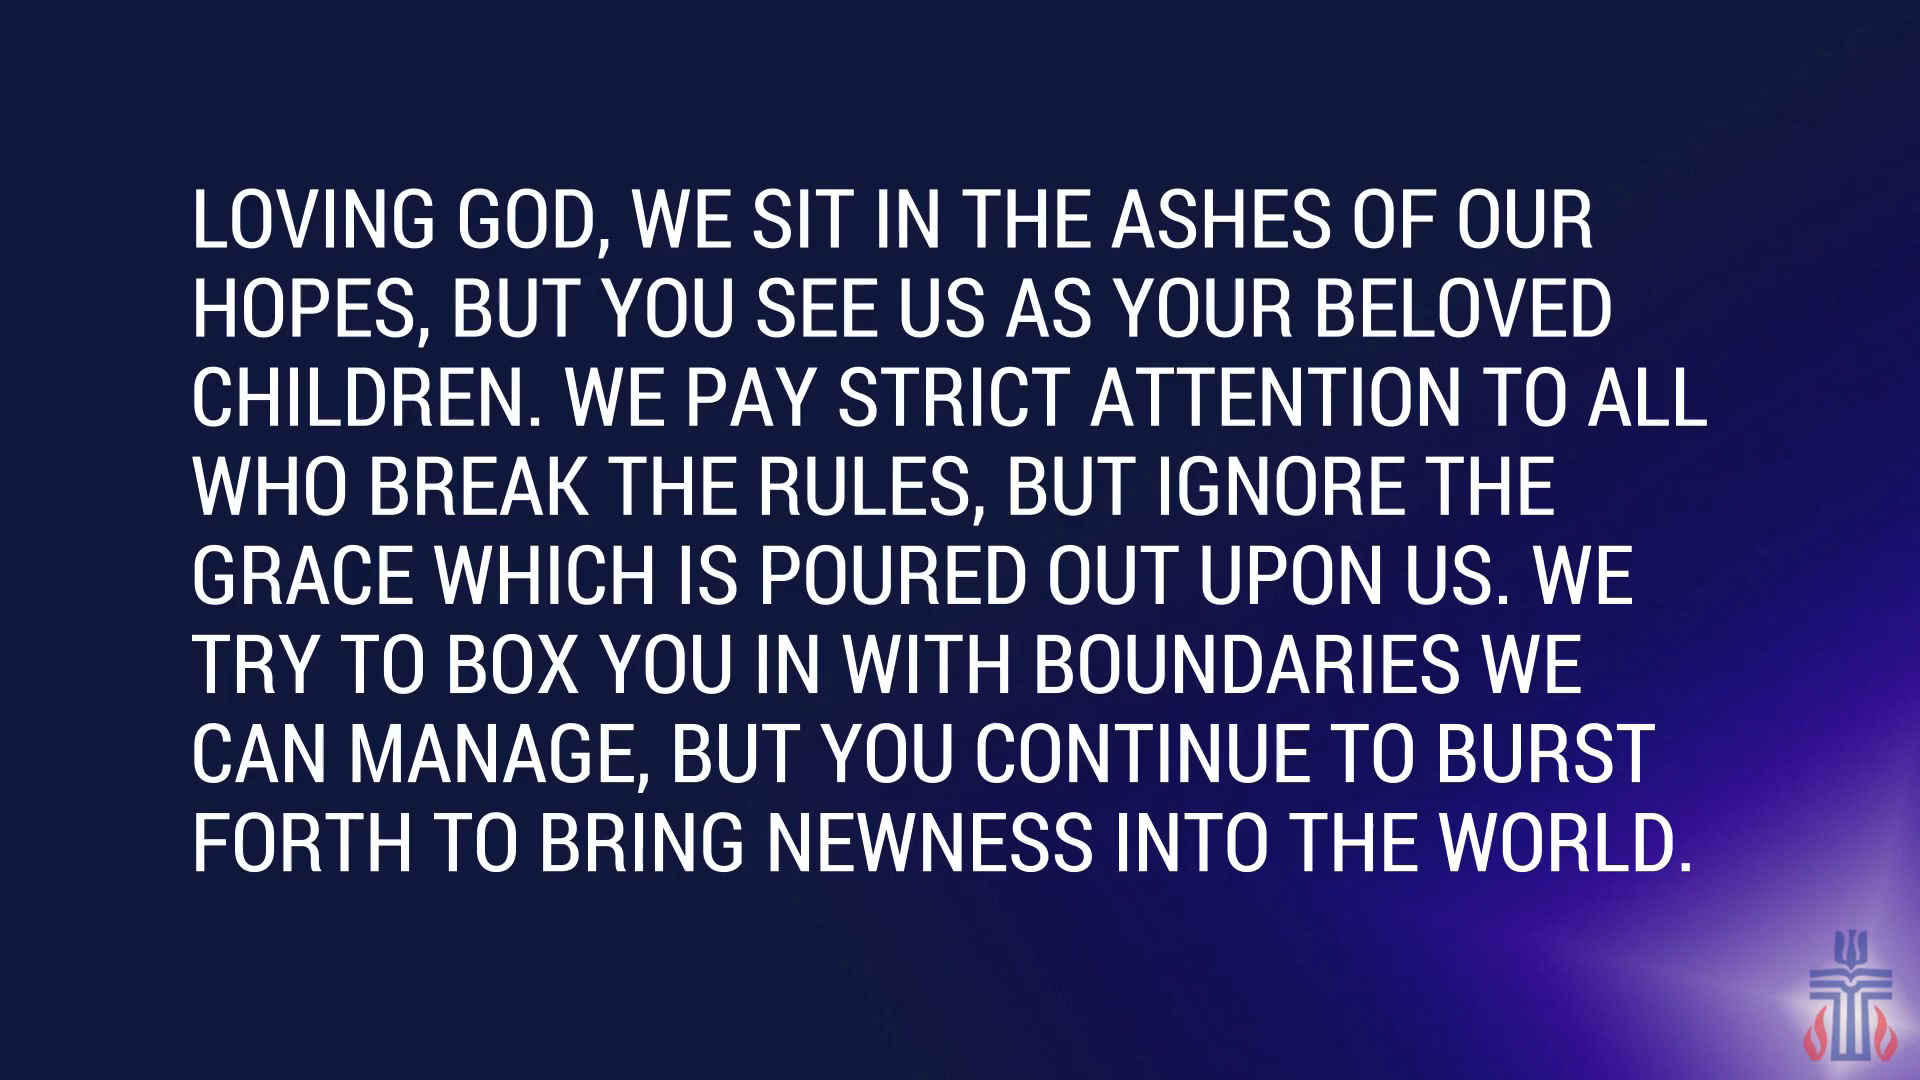 LOVING GOD, WE SIT IN THE ASHES OF OUR
HOPES, BUT YOU SEE US AS YOUR BELOVED
CHILDREN. WE PAY STRICT ATTENTION TO ALL
WHO BREAK THE RULES, BUT IGNORE THE
GRACE WHICH IS POURED OUT UPON US. WE
TRY TO BOX YOU IN WITH BOUNDARIES WE
CAN MANAGE, BUT YOU CONTINUE TO BURST
FORTH TO BRING NEWNESS INTO THE WORLD.